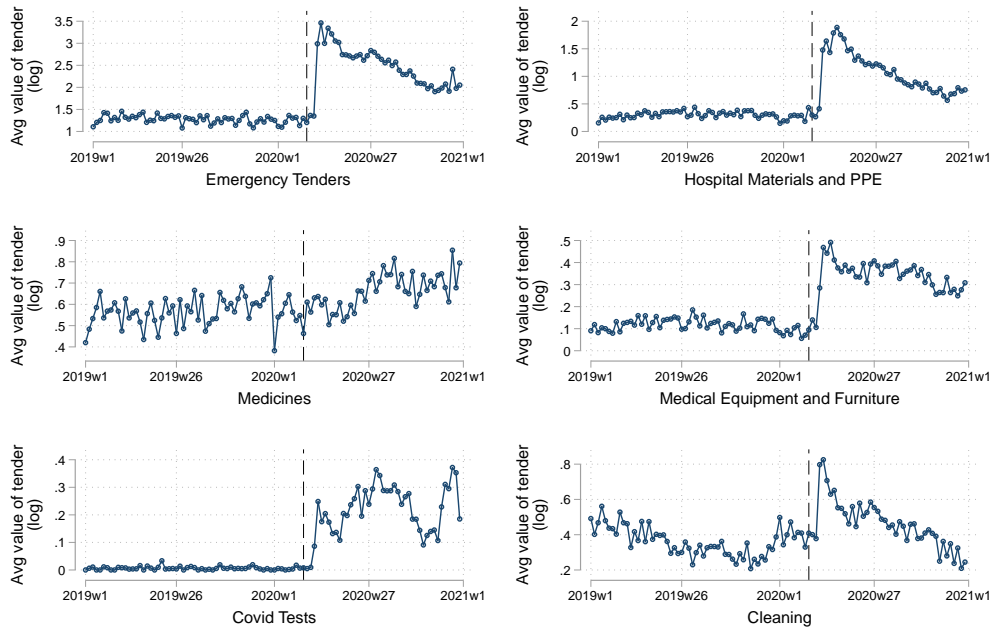 Avg value of tender
(log)
3.5
3
2.5
2
1.5
1
2019w1 2019w26 2020w1 2020w27 2021w1
Emergency Tenders
Avg value of tender
(log)
2
1.5
1
.5
0
2019w1 2019w26 2020w1 2020w27 2021w1
Hospital Materials and PPE
Avg value of tender
(log)
.9
.8
.7
.6
.5
.4
2019w1 2019w26 2020w1 2020w27 2021w1
Medicines
Avg value of tender
(log)
.5
.4
.3
.2
.1
0
2019w1 2019w26 2020w1 2020w27 2021w1
Medical Equipment and Furniture
Avg value of tender
(log)
.4
.3
.2
.1
0
2019w1 2019w26 2020w1 2020w27 2021w1
Covid Tests
Avg value of tender
(log)
.8
.6
.4
.2
2019w1 2019w26 2020w1 2020w27 2021w1
Cleaning